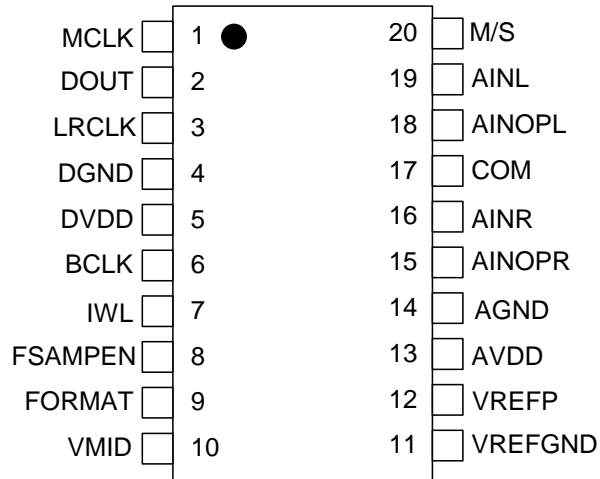 MCLK 1 20 M/S
DOUT 2 19 AINL
LRCLK 3 18 AINOPL
DGND 4 17 COM
DVDD 5 16 AINR
BCLK 6 15 AINOPR
IWL 7 14 AGND
FSAMPEN 8 13 AVDD
FORMAT 9 12 VREFP
VMID 10 11 VREFGND